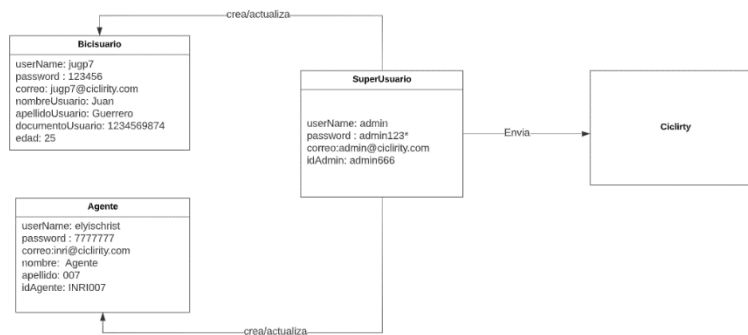 crea/actualiza
Bicisuario
userName: jugp7
password : 123456
correo: jugp7@ciclirity.com
nombreUsuario: Juan
apellidoUsuario: Guerrero
documentoUsuario: 1234569874
edad: 25
SuperUsuario
userName: admin
password : admin123*
correo:admin@ciclirity.com
idAdmin: admin666
Envia
Ciclirty
Agente
userName: elyischrist
password : 7777777
correo:inri@ciclirity.com
nombre: Agente
apellido: 007
idAgente: INRI007
crea/actualiza